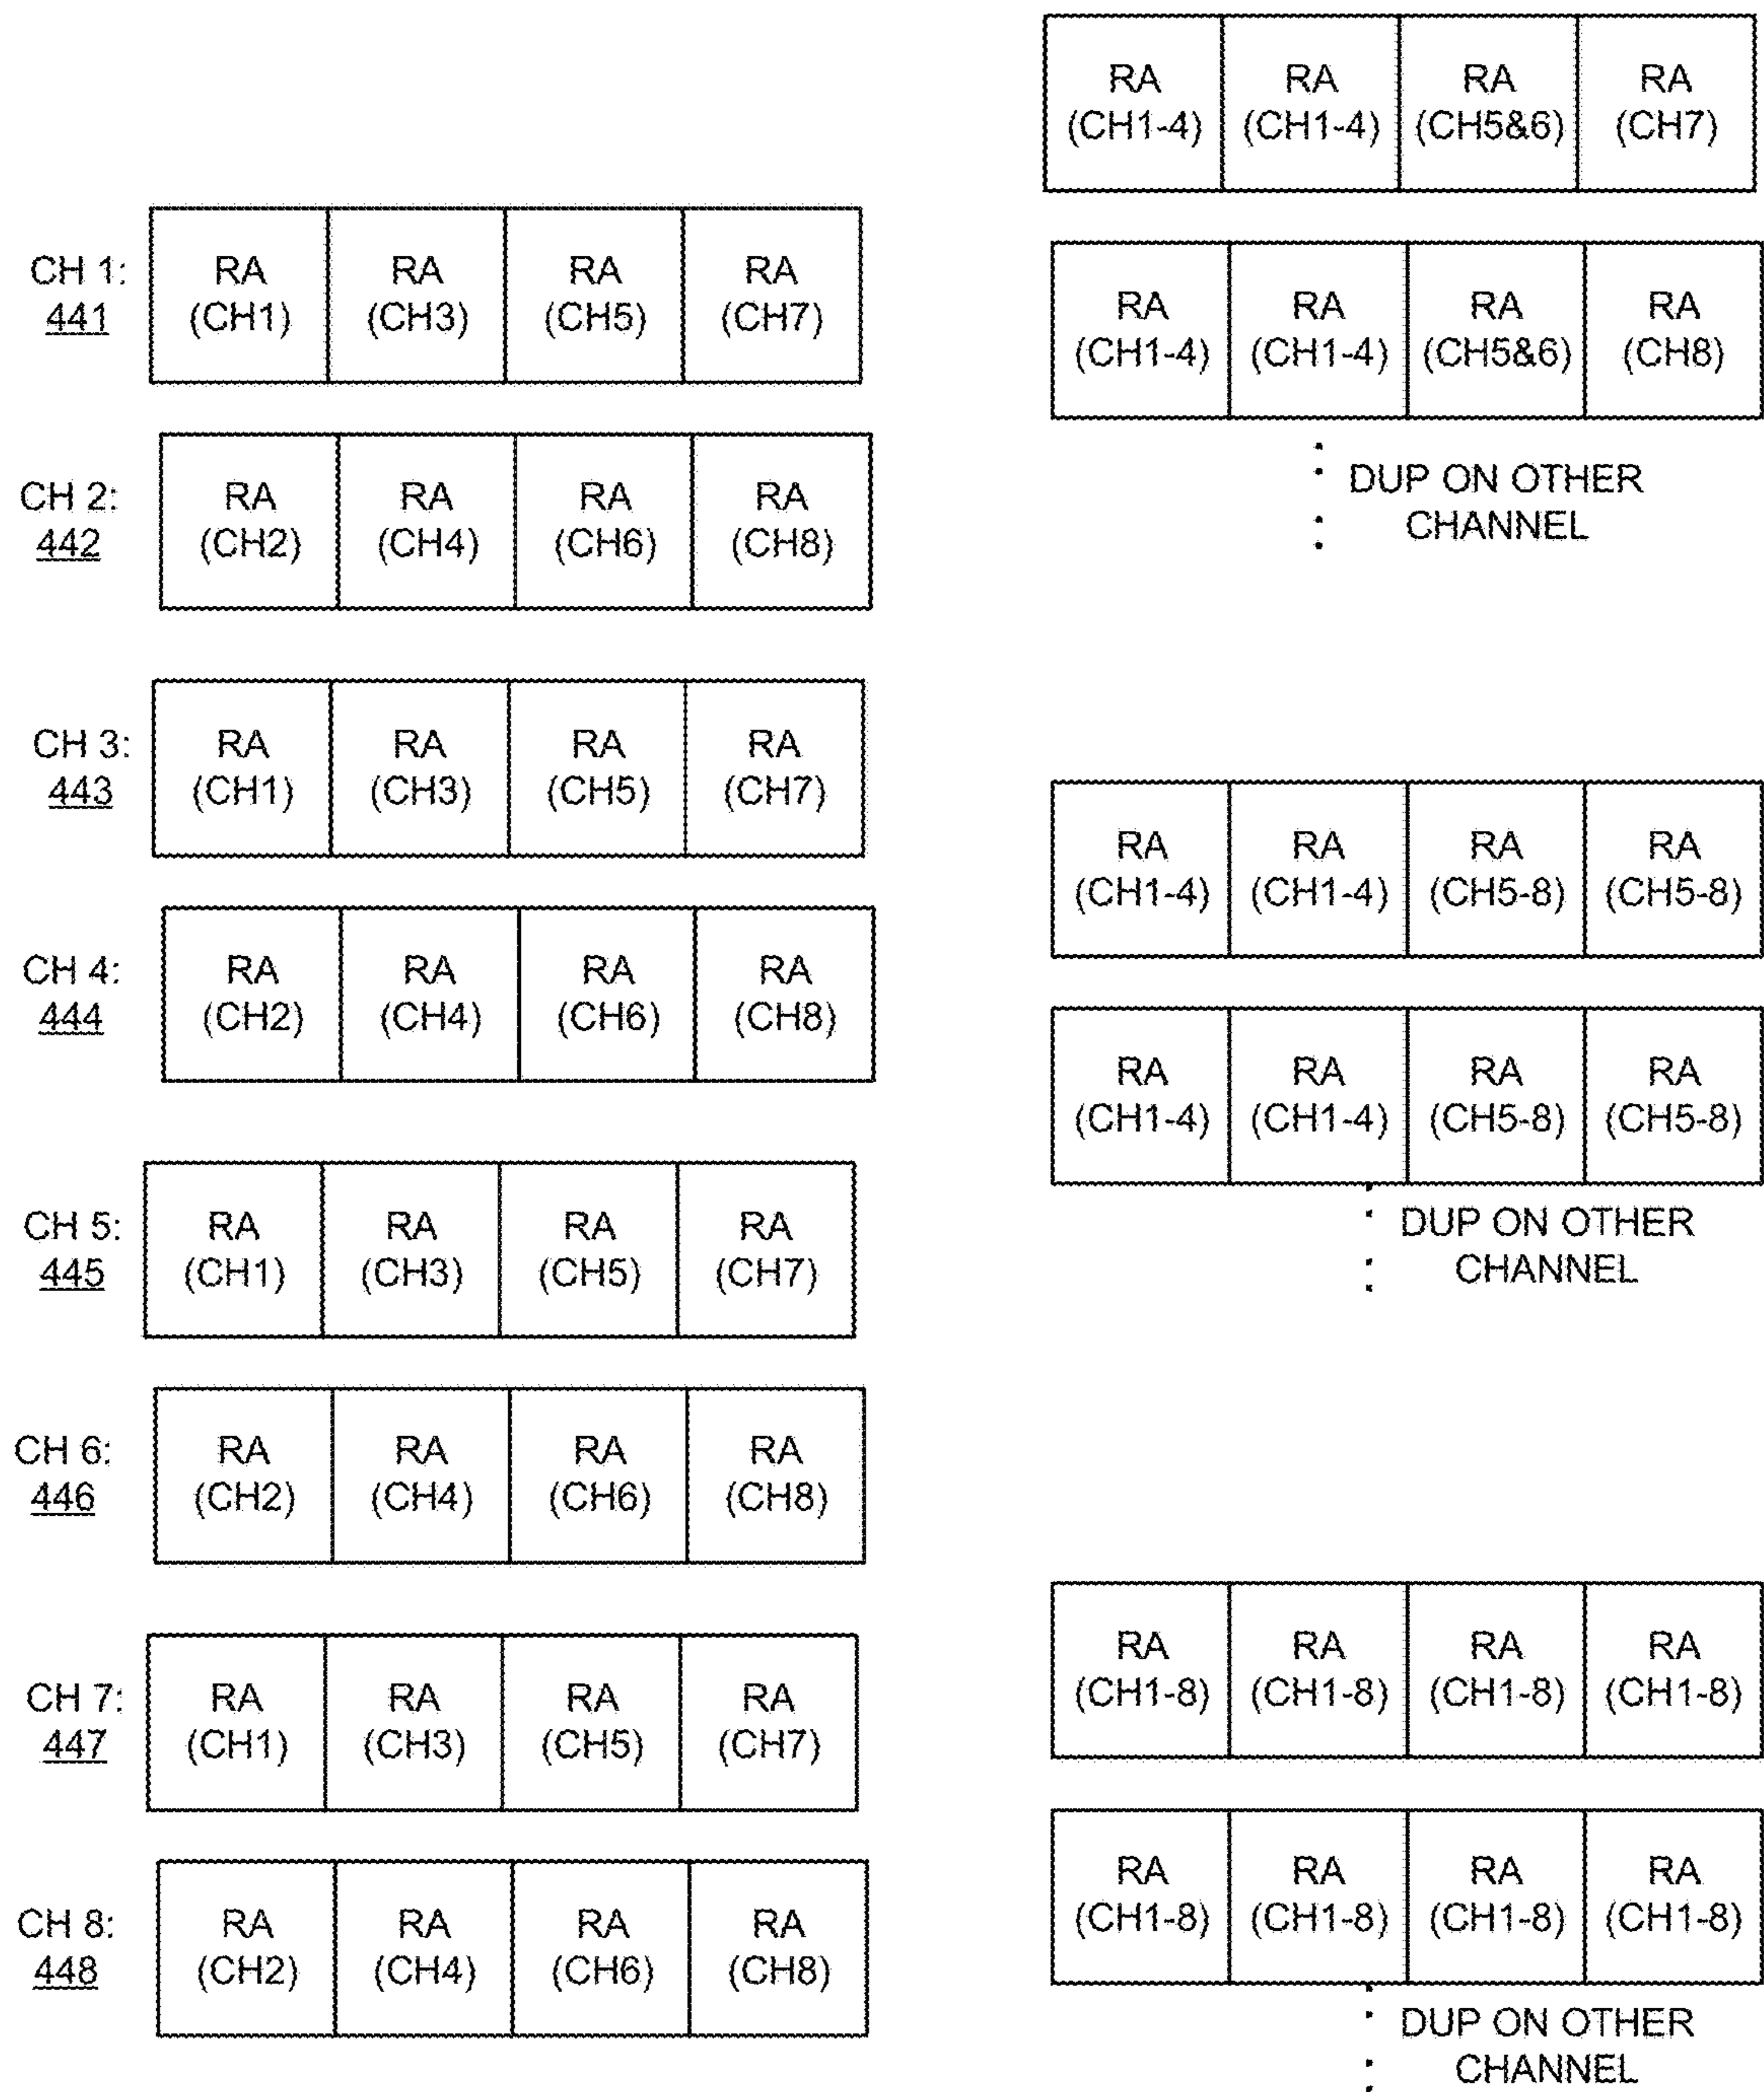 CH 1:
441
RA RA RA RA
(CH1) (CH3) (CH5) (CH7)
CH 2:
442
RA RA RA RA
(CH2) (CH4) (CH6) (CH8)
CH 3:
443
RA RA RA RA
(CH1) (CH3) (CH5) (CH7)
CH 4:
444
RA RA RA RA
(CH2) (CH4) (CH6) (CH8)
CH 5:
445
RA RA RA RA
(CH1) (CH3) (CH5) (CH7)
CH 6:
446
RA RA RA RA
(CH2) (CH4) (CH6) (CH8)
CH 7:
447
RA RA RA RA
(CH1) (CH3) (CH5) (CH7)
CH 8:
448
RA RA RA RA
(CH2) (CH4) (CH6) (CH8)
RA RA RA RA
(CH1-4) (CH1-4) (CH5&6) (CH7)
RA RA RA RA
(CH1-4) (CH1-4) (CH5&6) (CH8)
DUP ON OTHER
CHANNEL
RA RA RA RA
(CH1-4) (CH1-4) (CH5-8) (CH5-8)
RA RA RA RA
(CH1-4) (CH1-4) (CH5-8) (CH5-8)
DUP ON OTHER
CHANNEL
RA RA RA RA
(CH1-8) (CH1-8) (CH1-8) (CH1-8)
RA RA RA RA
(CH1-8) (CH1-8) (CH1-8) (CH1-8)
DUP ON OTHER
CHANNEL